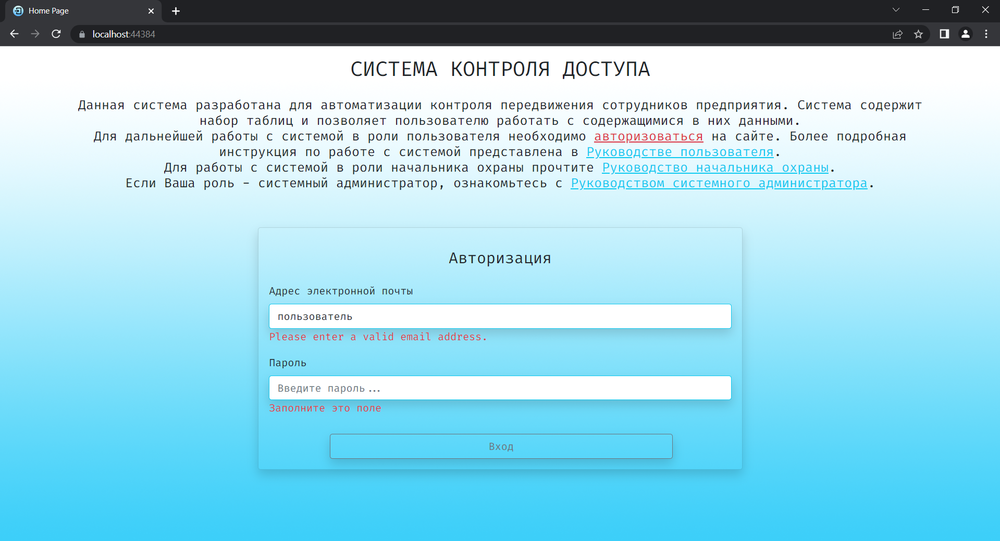 Home Page
localhost:44384
СИСТЕМА КОНТРОЛЯ ДОСТУПА
Данная система разработана для автоматизации контроля передвижения сотрудников предприятия. Система содержит
набор таблиц и позволяет пользователю работать с содержащимися в них данными.
Для дальнейшей работы с системой в роли пользователя необходимо авторизоваться на сайте. Более подробная
инструкция по работе с системой представлена в Руководстве пользователя.
Для работы с системой в роли начальника охраны прочтите Руководство начальника охраны.
Если Ваша роль - системный администратор, ознакомьтесь с Руководством системного администратора.
Авторизация
Адрес электронной почты
пользователь
Please enter a valid email address.
Пароль
Введите пароль...
Заполните это поле
Вход